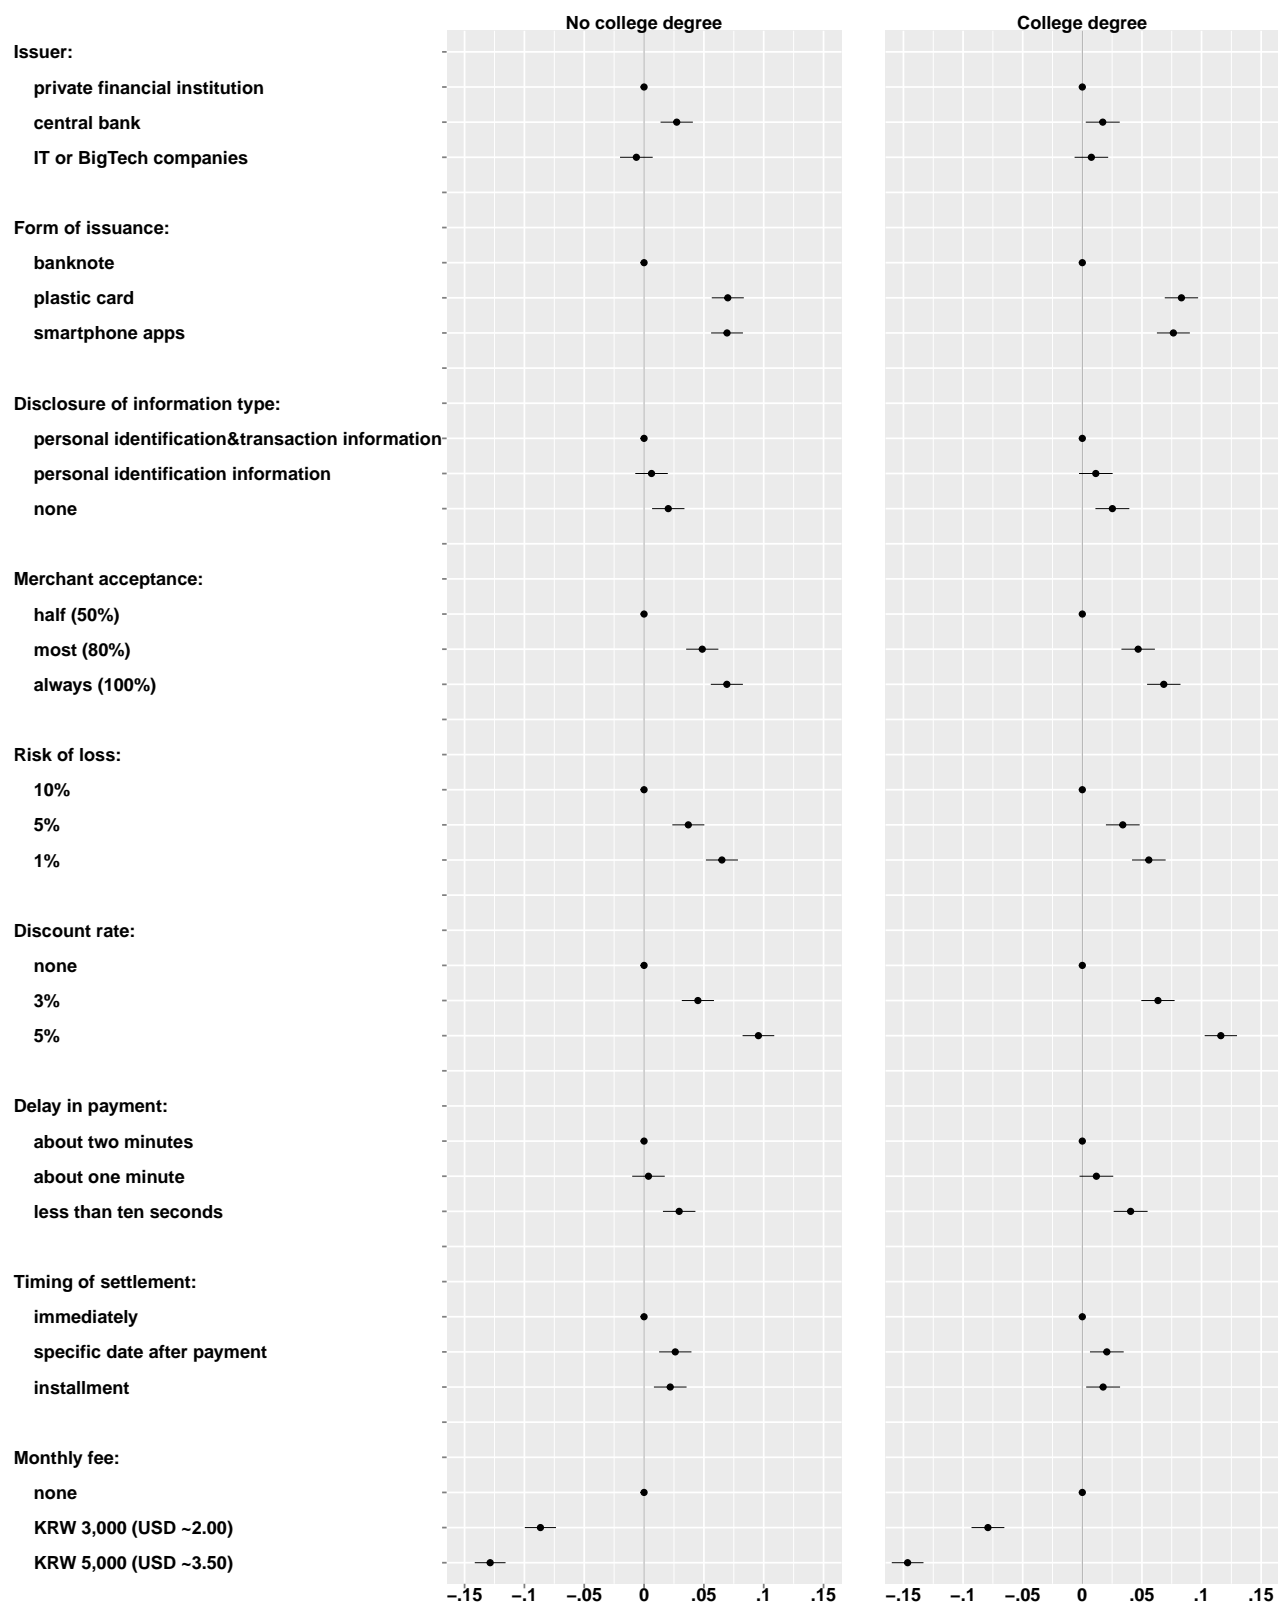 No college degree College degree
Issuer:
private financial institution
central bank
IT or BigTech companies
Form of issuance:
banknote
plastic card
smartphone apps
Disclosure of information type:
personal identification&transaction information
personal identification information
none
Merchant acceptance:
half (50%)
most (80%)
always (100%)
Risk of loss:
10%
5%
1%
Discount rate:
none
3%
5%
Delay in payment:
about two minutes
about one minute
less than ten seconds
Timing of settlement:
immediately
specific date after payment
installment
Monthly fee:
none
KRW 3,000 (USD ~2.00)
KRW 5,000 (USD ~3.50)
−.15 −.1 −.05 0 .05 .1 .15 −.15 −.1 −.05 0 .05 .1 .15